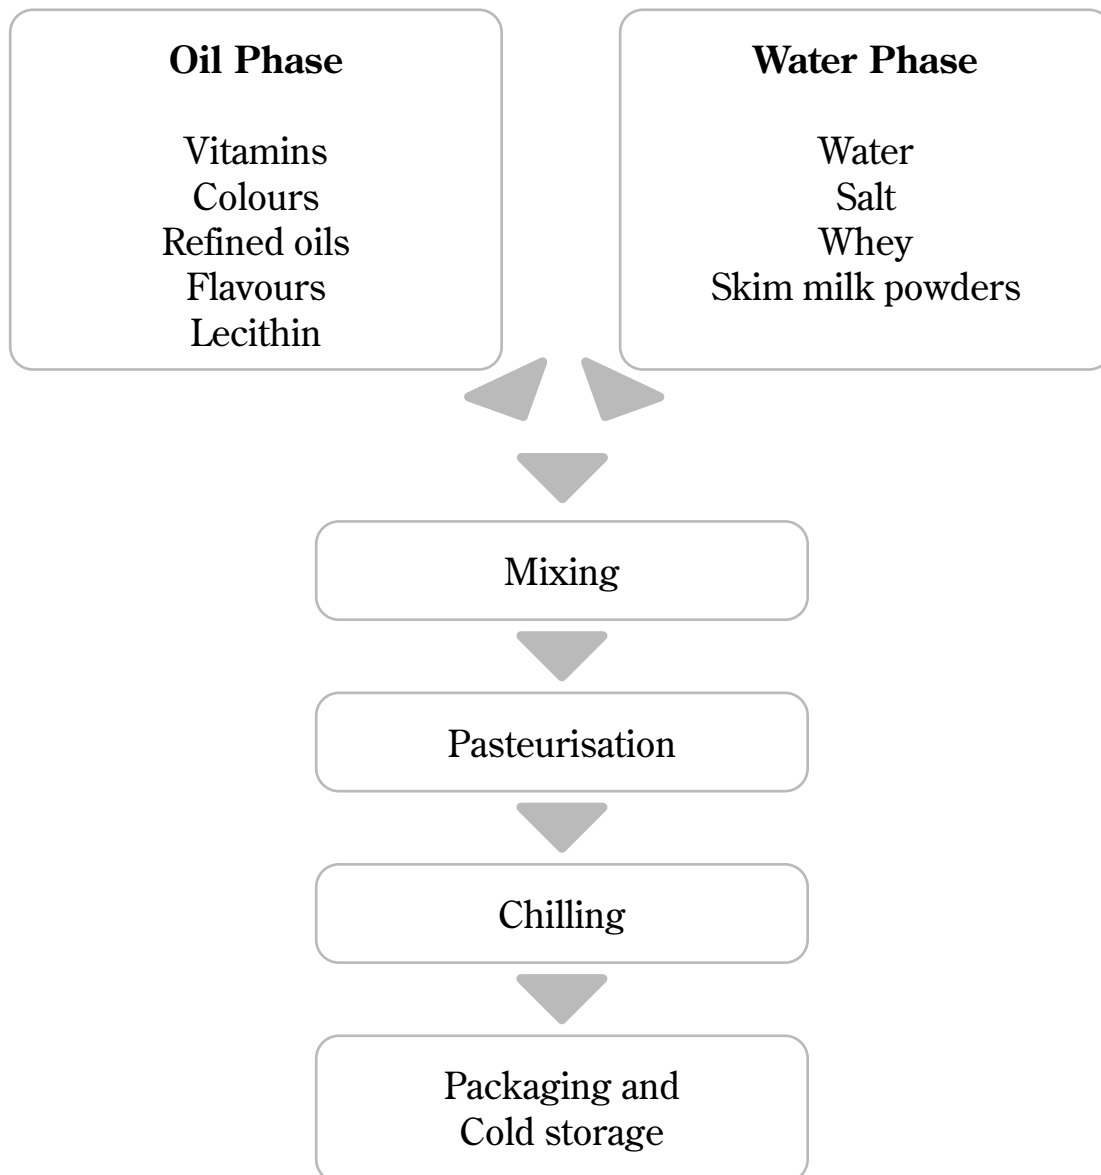 Oil Phase
Vitamins
Colours
Refined oils
Flavours
Lecithin
Water Phase
Water
Salt
Whey
Skim milk powders
Mixing
Pasteurisation
Chilling
Packaging and
Cold storage